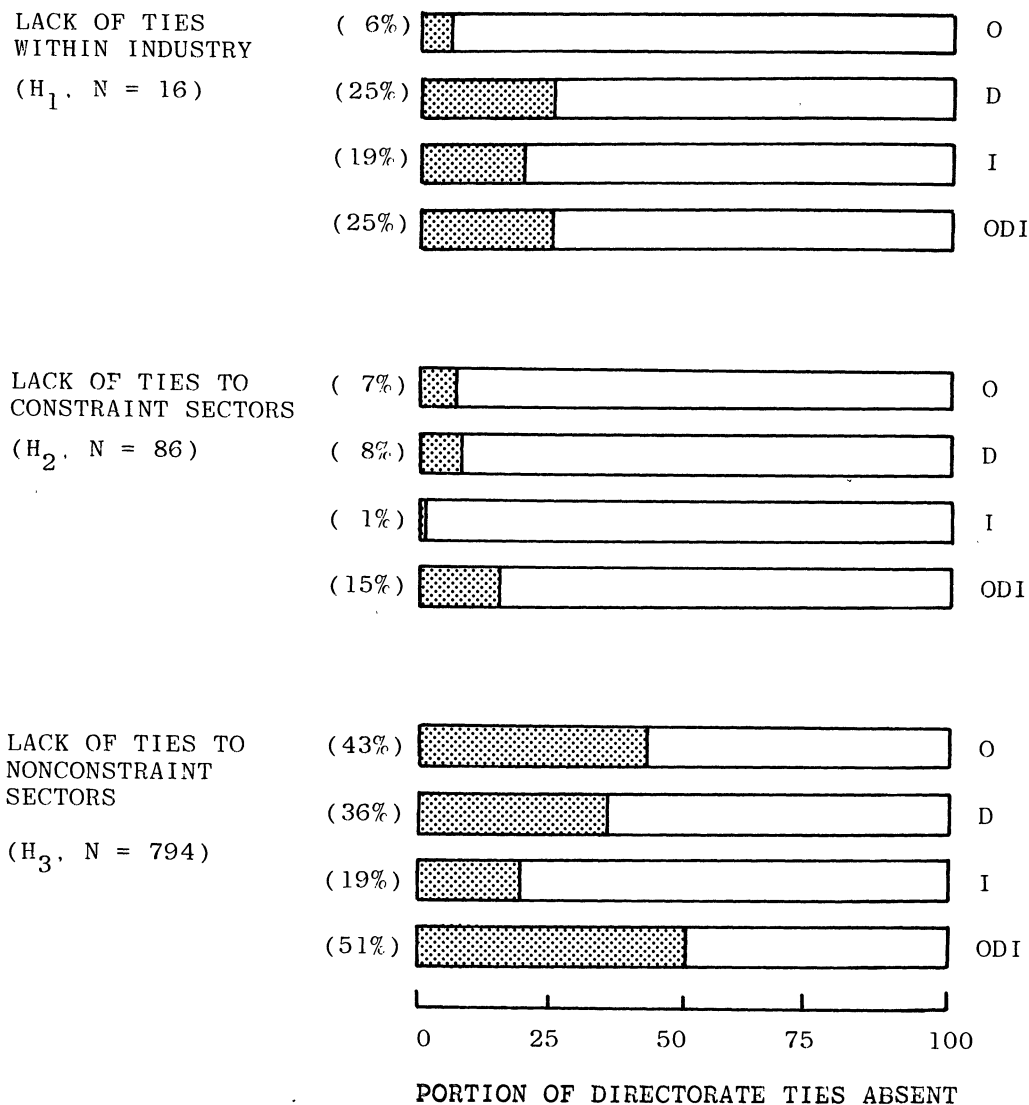 LACK OF TIES
WITHIN INDUSTRY
(H1. N = 16)
( 6%) O
(25%) D
(19%) I
(25%) ODI
LACK OF TIES TO
CONSTRAINT SECTORS
(H2. N = 86)
( 7%) O
( 8%) D
( 1%) I
(15%) ODI
LACK OF TIES TO
NONCONSTRAINT
SECTORS
(H3. N = 794)
(43%) O
(36%) D
(19%) I
(51%) ODI
0 25 50 75 100
PORTION OF DIRECTORATE TIES ABSENT